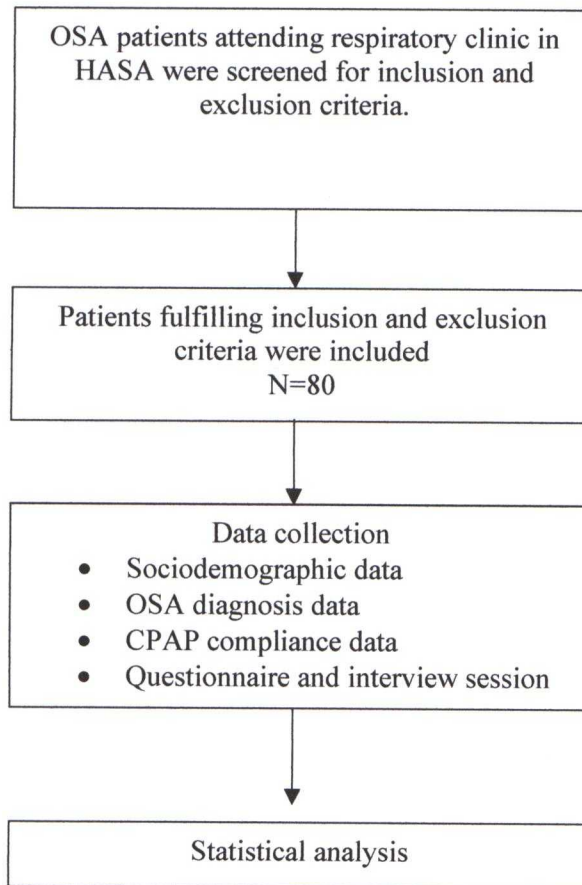 OSA patients attending respiratory clinic in
HASA were screened for inclusion and
exclusion criteria.
Patients fulfilling inclusion and exclusion
criteria were included
N=80
Data collection
• Sociodemographic data
• OSA diagnosis data
• CPAP compliance data
• Questionnaire and interview session
Statistical analysis